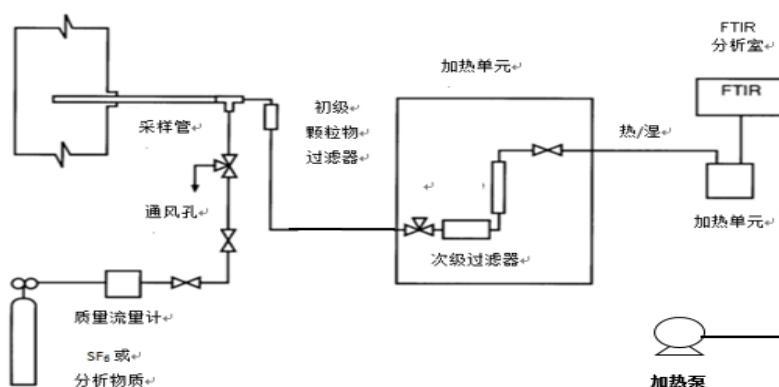 FTIR
分析室
加热单元
FTIR
初级
颗粒物
过滤器
采样管
热/湿
通风孔
次级过滤器
加热单元
质量流量计
SF₆ 或
分析物质
加热泵